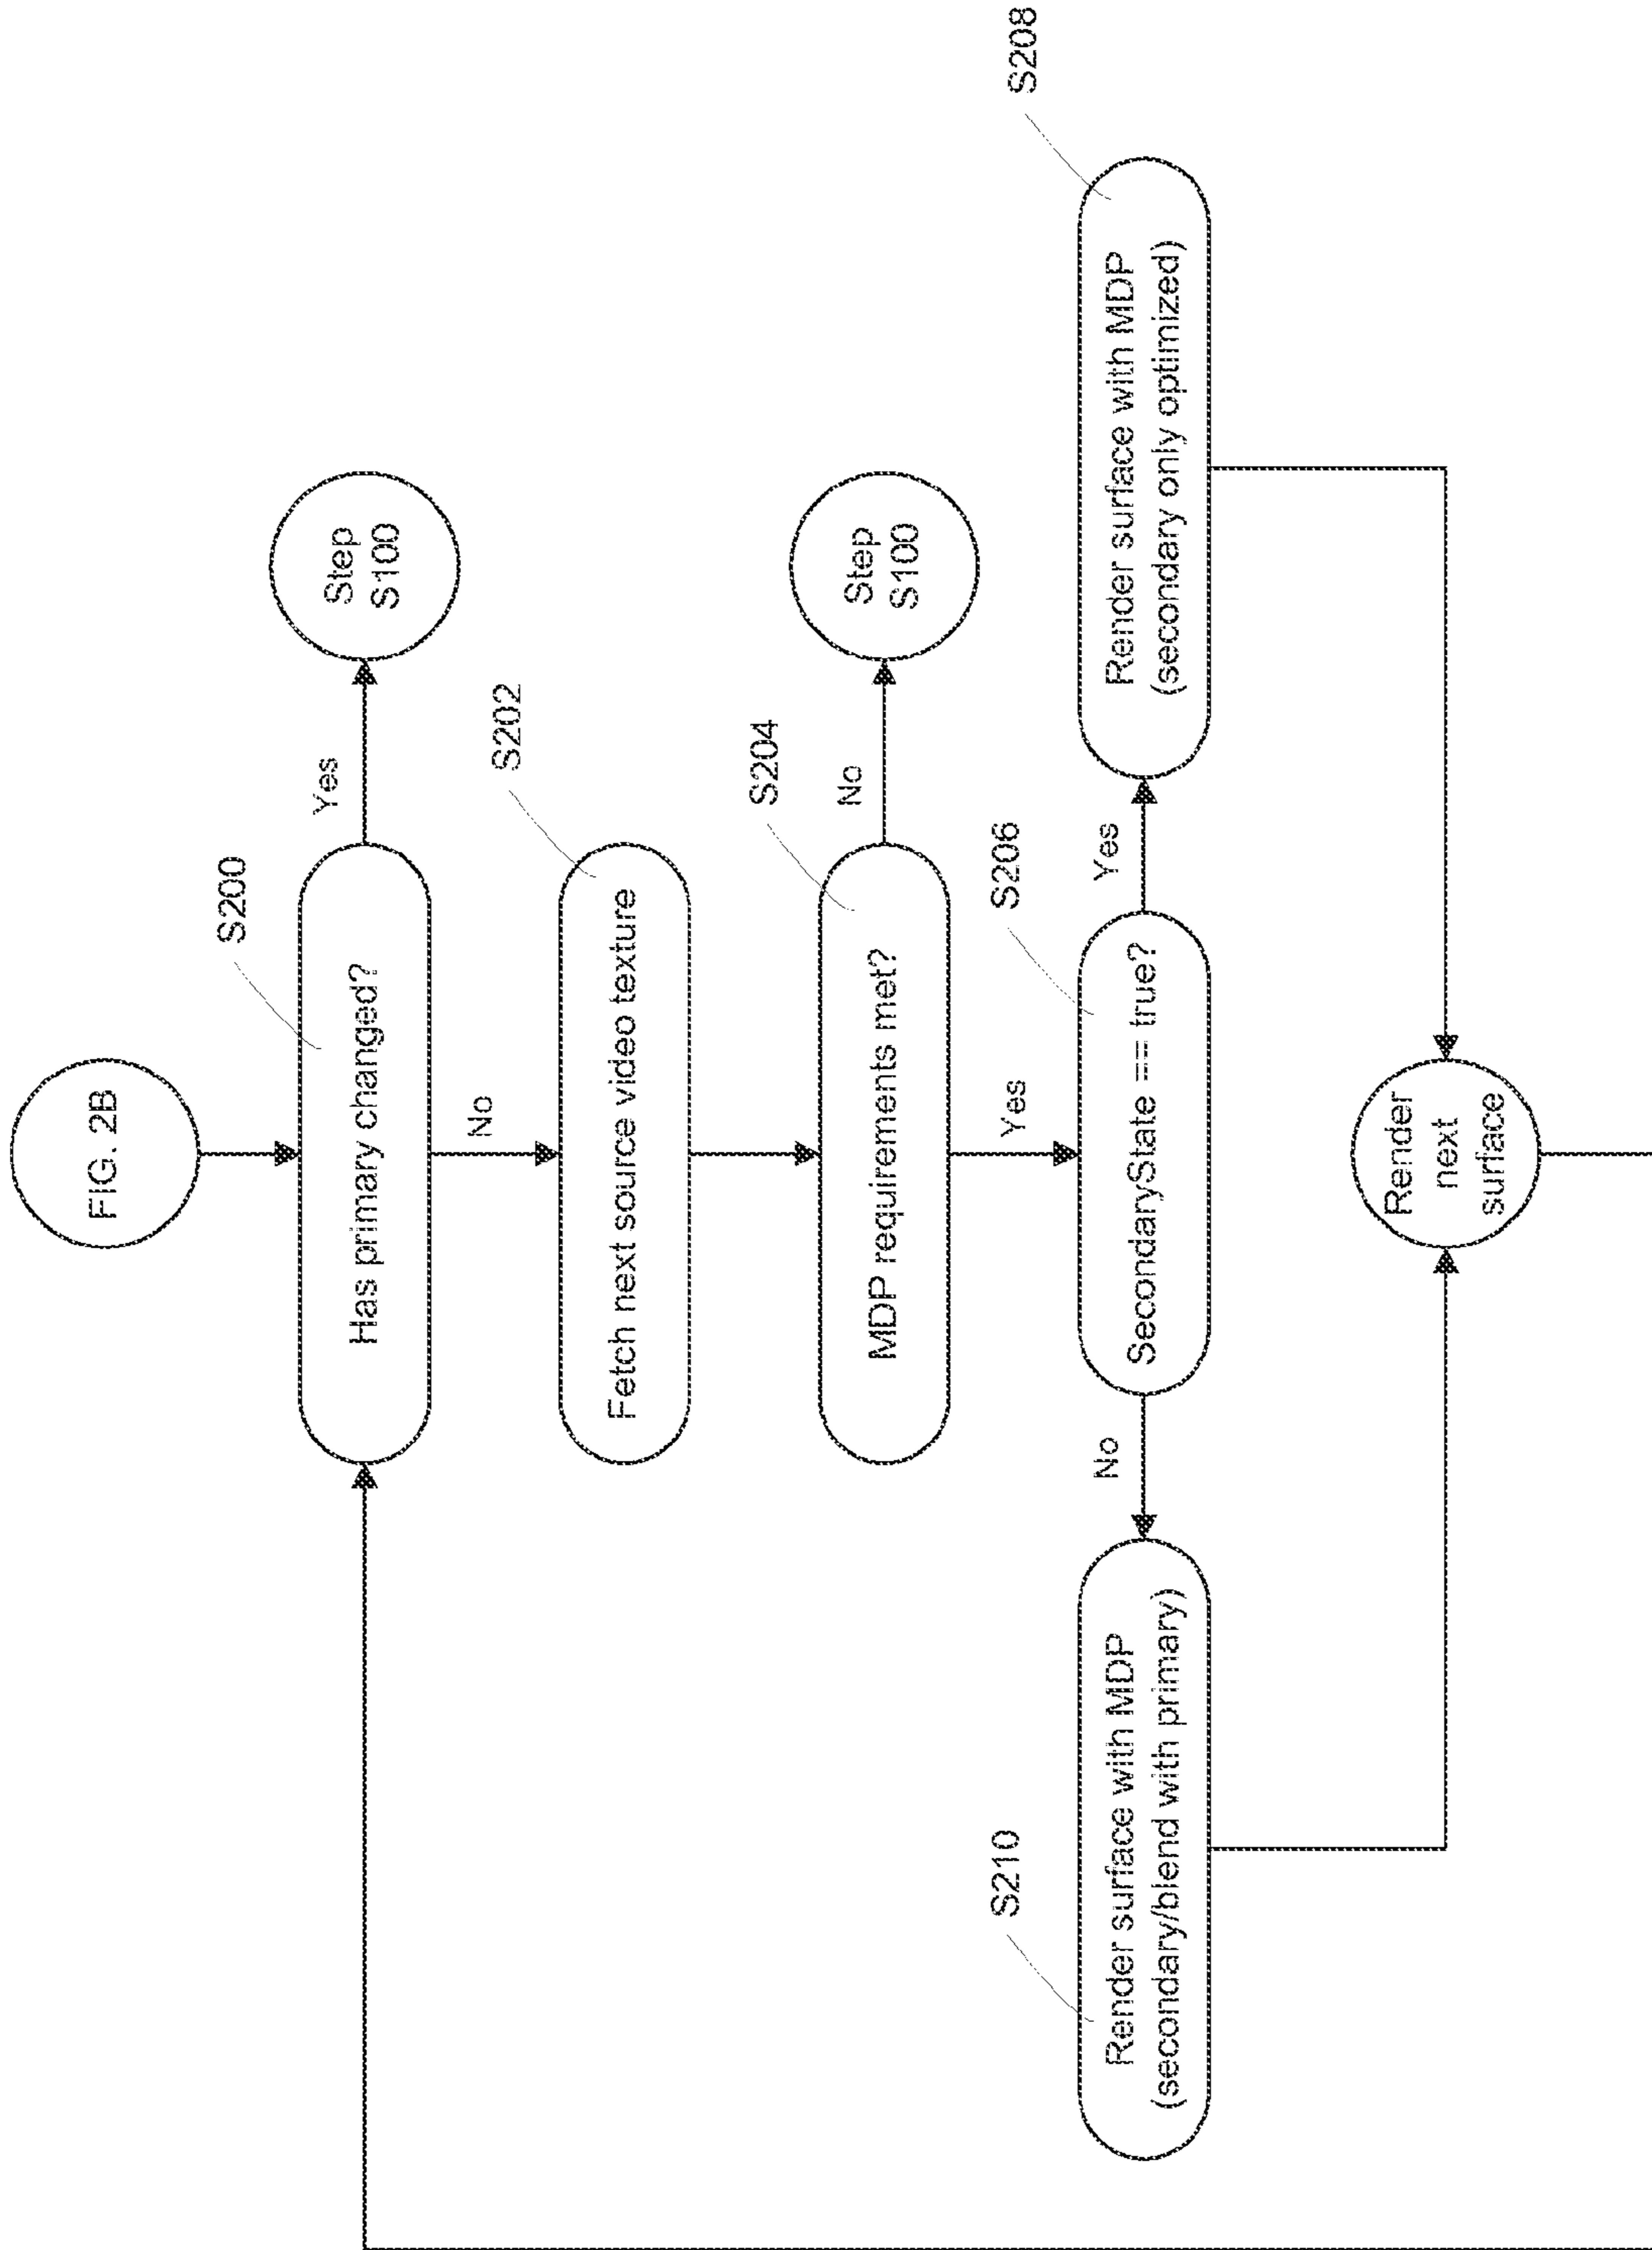 FIG. 2B
S200
Has primary changed?
Yes
Step
S100
No
S202
Fetch next source video texture
S204
MDP requirements met?
No
Step
S100
Yes
S206
SecondaryState == true?
Yes
S208
Render surface with MDP
(secondary only optimized)
No
S210
Render surface with MDP
(secondary/blend with primary)
Render
next
surface